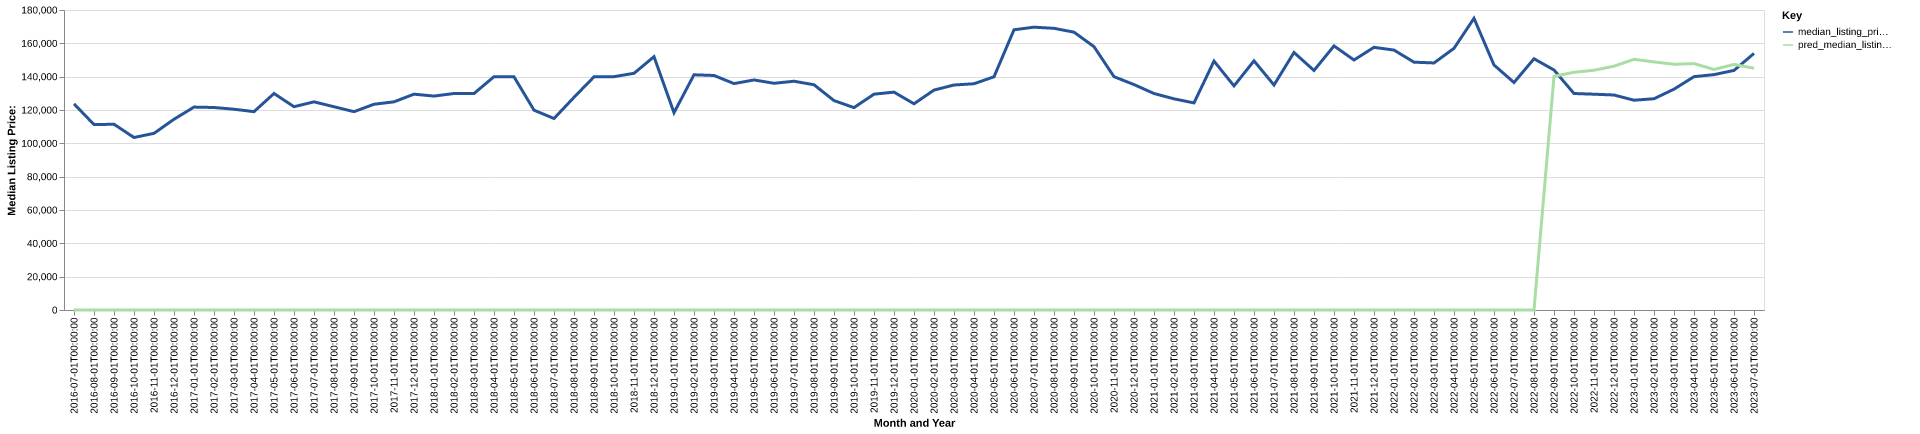 180,000
160,000
140,000
120,000
100,000
80,000
60,000
40,000
20,000
0
Median Listing Price:
2016-07-01T00:00:00
2016-08-01T00:00:00
2016-09-01T00:00:00
2016-10-01T00:00:00
2016-11-01T00:00:00
2016-12-01T00:00:00
2017-01-01T00:00:00
2017-02-01T00:00:00
2017-03-01T00:00:00
2017-04-01T00:00:00
2017-05-01T00:00:00
2017-06-01T00:00:00
2017-07-01T00:00:00
2017-08-01T00:00:00
2017-09-01T00:00:00
2017-10-01T00:00:00
2017-11-01T00:00:00
2017-12-01T00:00:00
2018-01-01T00:00:00
2018-02-01T00:00:00
2018-03-01T00:00:00
2018-04-01T00:00:00
2018-05-01T00:00:00
2018-06-01T00:00:00
2018-07-01T00:00:00
2018-08-01T00:00:00
2018-09-01T00:00:00
2018-10-01T00:00:00
2018-11-01T00:00:00
2018-12-01T00:00:00
2019-01-01T00:00:00
2019-02-01T00:00:00
2019-03-01T00:00:00
2019-04-01T00:00:00
2019-05-01T00:00:00
2019-06-01T00:00:00
2019-07-01T00:00:00
2019-08-01T00:00:00
2019-09-01T00:00:00
2019-10-01T00:00:00
2019-11-01T00:00:00
2019-12-01T00:00:00
2020-01-01T00:00:00
2020-02-01T00:00:00
2020-03-01T00:00:00
2020-04-01T00:00:00
2020-05-01T00:00:00
2020-06-01T00:00:00
2020-07-01T00:00:00
2020-08-01T00:00:00
2020-09-01T00:00:00
2020-10-01T00:00:00
2020-11-01T00:00:00
2020-12-01T00:00:00
2021-01-01T00:00:00
2021-02-01T00:00:00
2021-03-01T00:00:00
2021-04-01T00:00:00
2021-05-01T00:00:00
2021-06-01T00:00:00
2021-07-01T00:00:00
2021-08-01T00:00:00
2021-09-01T00:00:00
2021-10-01T00:00:00
2021-11-01T00:00:00
2021-12-01T00:00:00
2022-01-01T00:00:00
2022-02-01T00:00:00
2022-03-01T00:00:00
2022-04-01T00:00:00
2022-05-01T00:00:00
2022-06-01T00:00:00
2022-07-01T00:00:00
2022-08-01T00:00:00
2022-09-01T00:00:00
2022-10-01T00:00:00
2022-11-01T00:00:00
2022-12-01T00:00:00
2023-01-01T00:00:00
2023-02-01T00:00:00
2023-03-01T00:00:00
2023-04-01T00:00:00
2023-05-01T00:00:00
2023-06-01T00:00:00
2023-07-01T00:00:00
Month and Year
Key
median_listing_pri…
pred_median_listin…